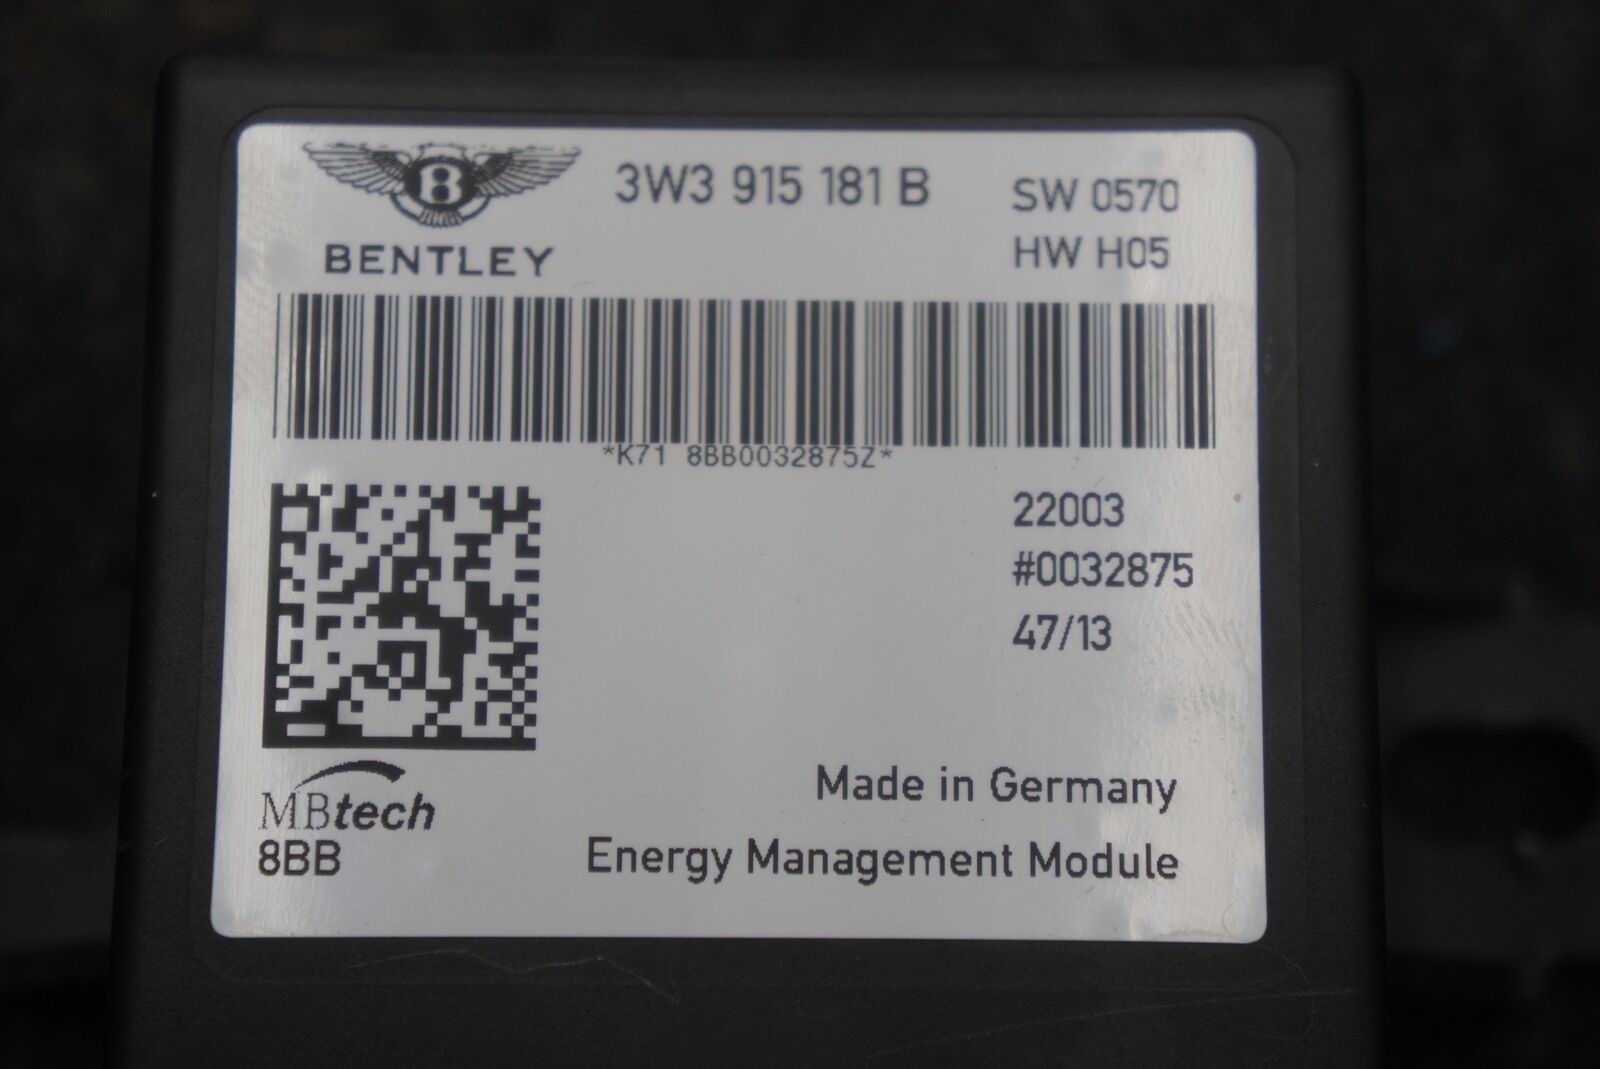 B
BENTLEY
3W3 915 181 B
SW 0570
HW H05
*K71 8BB0032875Z*
22003
#0032875
47/13
MBtech
8BB
Made in Germany
Energy Management Module